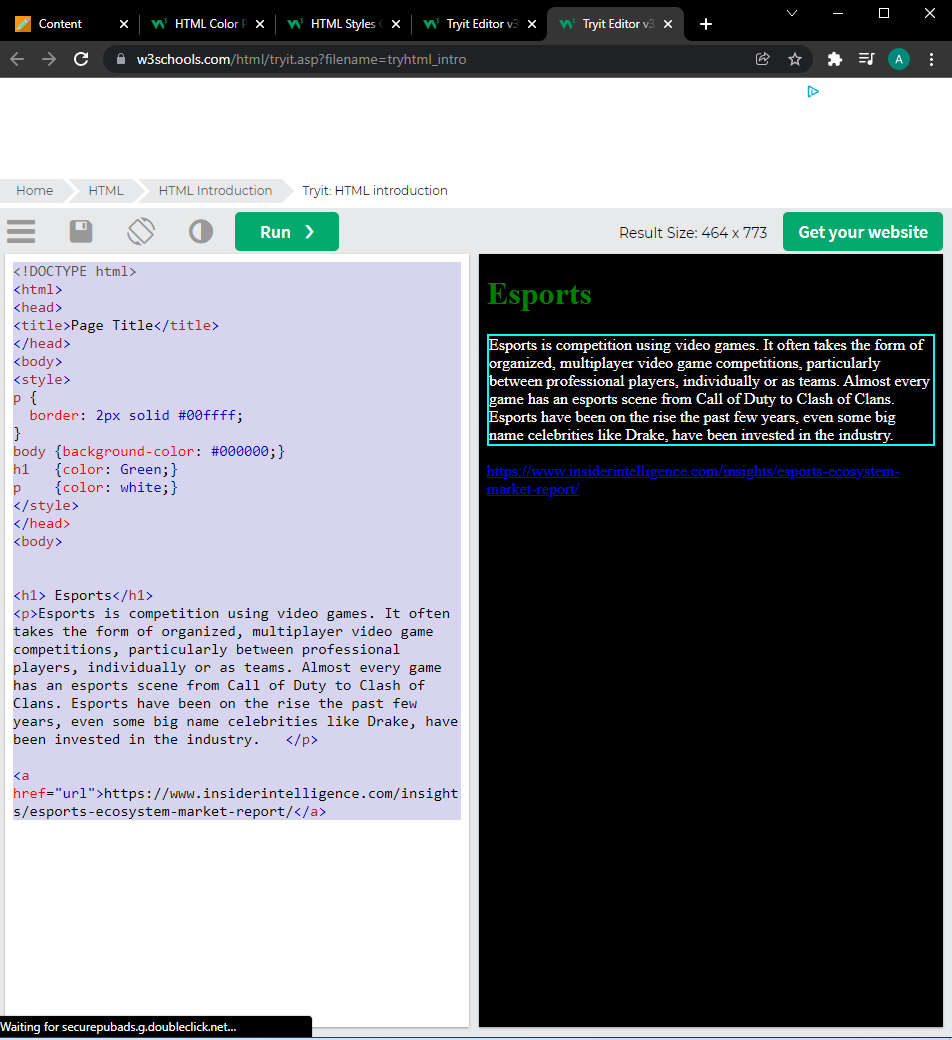 Content
HTML Color P
HTML Styles C
Tryit Editor v3
Tryit Editor v3
w3schools.com/html/tryit.asp?filename=tryhtml_intro
A
Home
HTML
HTML Introduction
Tryit: HTML introduction
Run ❯
Result Size: 464 x 773
Get your website
<!DOCTYPE html>
<html>
<head>
<title>Page Title</title>
</head>
<body>
<style>
p {
  border: 2px solid #00ffff;
}
body {background-color: #000000;}
h1   {color: Green;}
p    {color: white;}
</style>
</head>
<body>
<h1> Esports</h1>
<p>Esports is competition using video games. It often
takes the form of organized, multiplayer video game
competitions, particularly between professional
players, individually or as teams. Almost every game
has an esports scene from Call of Duty to Clash of
Clans. Esports have been on the rise the past few
years, even some big name celebrities like Drake, have
been invested in the industry.   </p>
<a
href="url">https://www.insiderintelligence.com/insight
s/esports-ecosystem-market-report/</a>
Esports
Esports is competition using video games. It often takes the form of
organized, multiplayer video game competitions, particularly
between professional players, individually or as teams. Almost every
game has an esports scene from Call of Duty to Clash of Clans.
Esports have been on the rise the past few years, even some big
name celebrities like Drake, have been invested in the industry.
https://www.insiderintelligence.com/insights/esports-ecosystem-
market-report/
Waiting for securepubads.g.doubleclick.net...